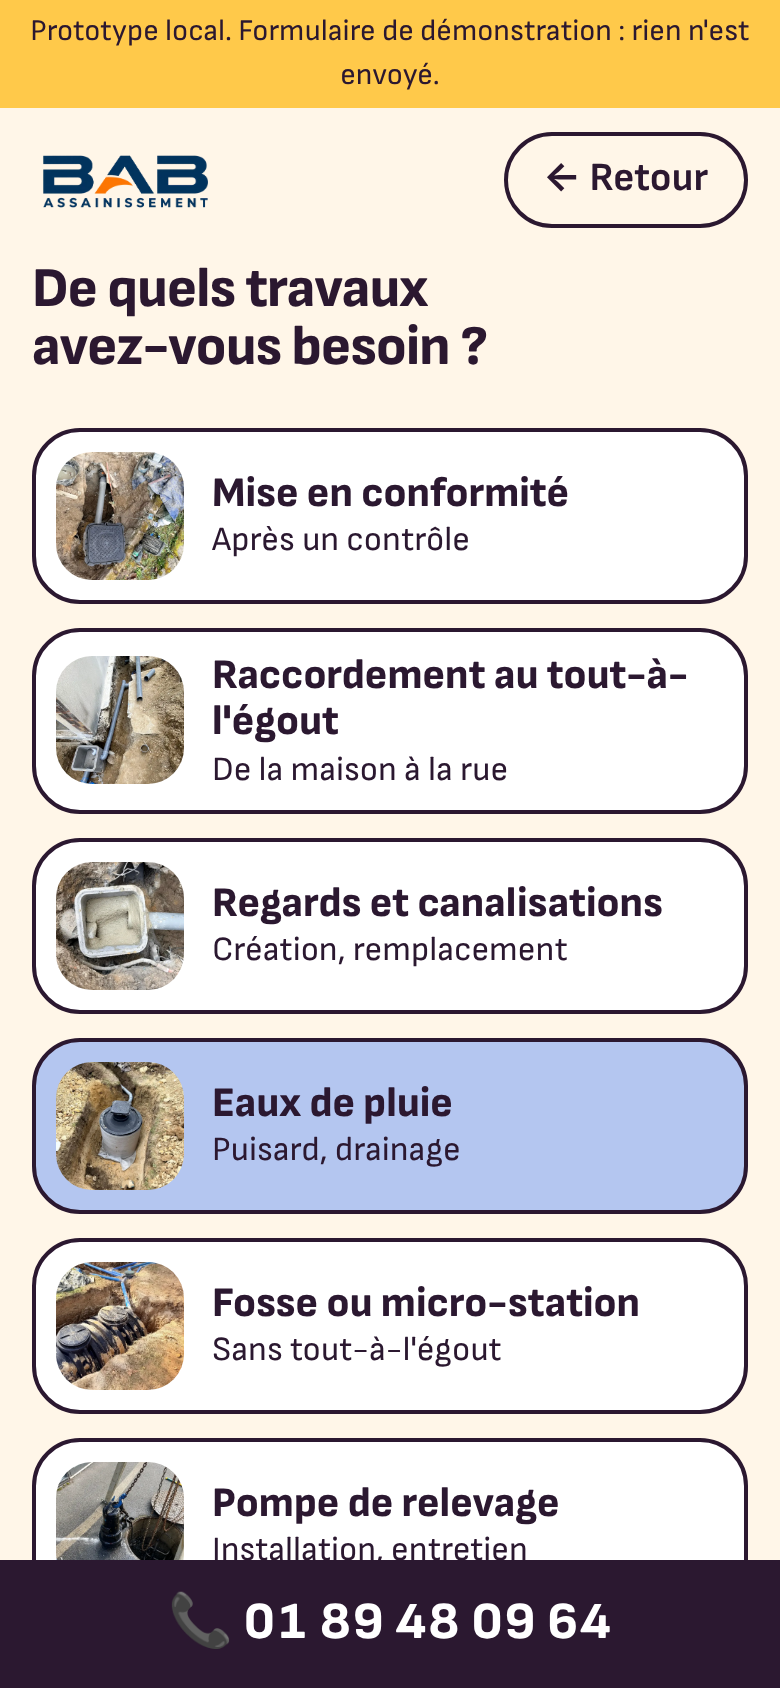 Prototype local. Formulaire de démonstration : rien n'est
envoyé.
BAB
ASSAINISSEMENT
← Retour
De quels travaux
avez-vous besoin ?
Mise en conformité
Après un contrôle
Raccordement au tout-à-
l'égout
De la maison à la rue
Regards et canalisations
Création, remplacement
Eaux de pluie
Puisard, drainage
Fosse ou micro-station
Sans tout-à-l'égout
Pompe de relevage
Installation, entretien
01 89 48 09 64